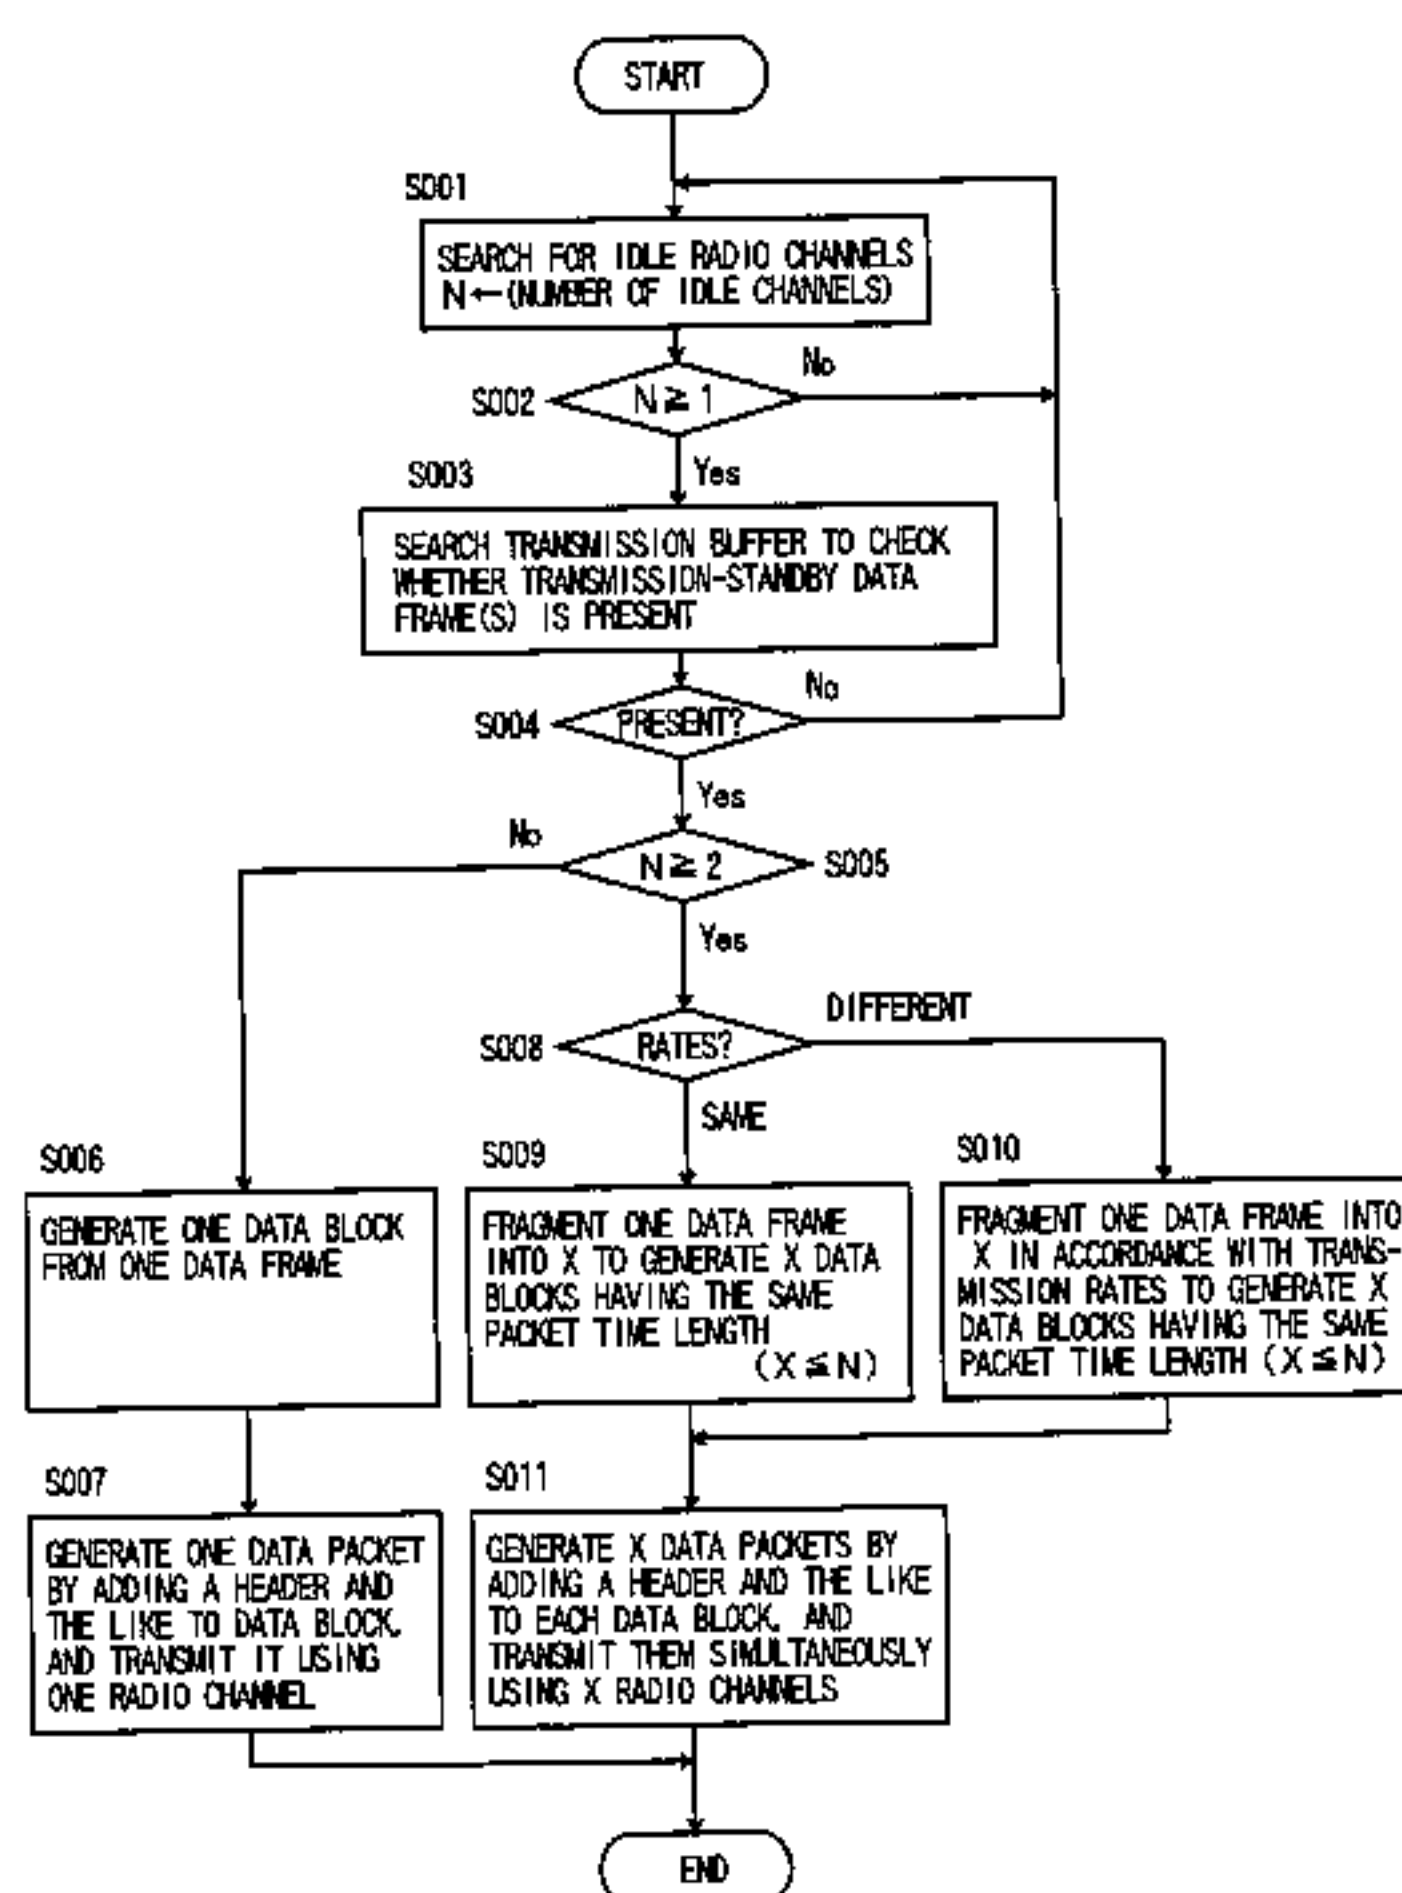 START
S001
SEARCH FOR IDLE RADIO CHANNELS
N←(NUMBER OF IDLE CHANNELS)
No
S002
N≧1
Yes
S003
SEARCH TRANSMISSION BUFFER TO CHECK
WHETHER TRANSMISSION-STANDBY DATA
FRAME(S) IS PRESENT
No
S004
PRESENT?
Yes
No
N≧2
S005
Yes
DIFFERENT
S008
RATES?
SAME
S006
GENERATE ONE DATA BLOCK
FROM ONE DATA FRAME
S009
FRAGMENT ONE DATA FRAME
INTO X TO GENERATE X DATA
BLOCKS HAVING THE SAME
PACKET TIME LENGTH
(X≦N)
S010
FRAGMENT ONE DATA FRAME INTO
X IN ACCORDANCE WITH TRANS-
MISSION RATES TO GENERATE X
DATA BLOCKS HAVING THE SAME
PACKET TIME LENGTH (X≦N)
S007
GENERATE ONE DATA PACKET
BY ADDING A HEADER AND
THE LIKE TO DATA BLOCK,
AND TRANSMIT IT USING
ONE RADIO CHANNEL
S011
GENERATE X DATA PACKETS BY
ADDING A HEADER AND THE LIKE
TO EACH DATA BLOCK, AND
TRANSMIT THEM SIMULTANEOUSLY
USING X RADIO CHANNELS
END